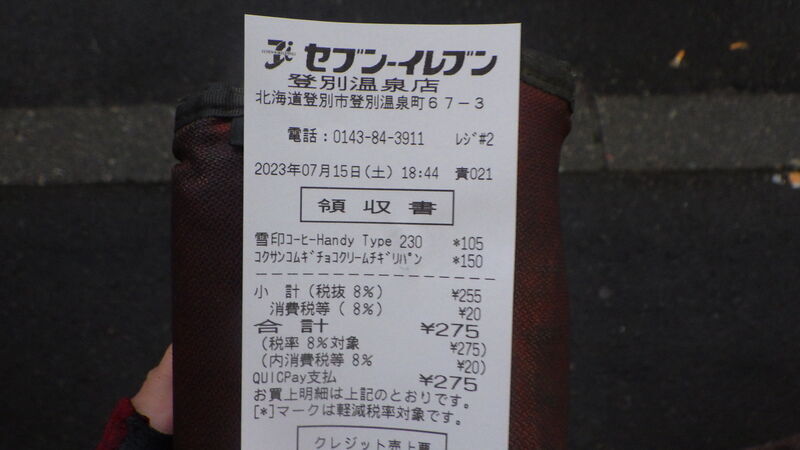 セブン-イレブン
登別温泉店
北海道登別市登別温泉町67-3
電話:0143-84-3911 レジ#2
2023年07月15日(土) 18:44 責021
領収書
雪印コーヒーHandy Type 230 *105
コクサンコムギチョコクリームチギリパン *150
小計(税抜 8%) ¥255
消費税等( 8%) ¥20
合計 ¥275
(税率 8%対象 ¥275)
(内消費税等 8% ¥20)
QUICPay支払 ¥275
お買上明細は上記のとおりです。
[*]マークは軽減税率対象です。
クレジット売上票